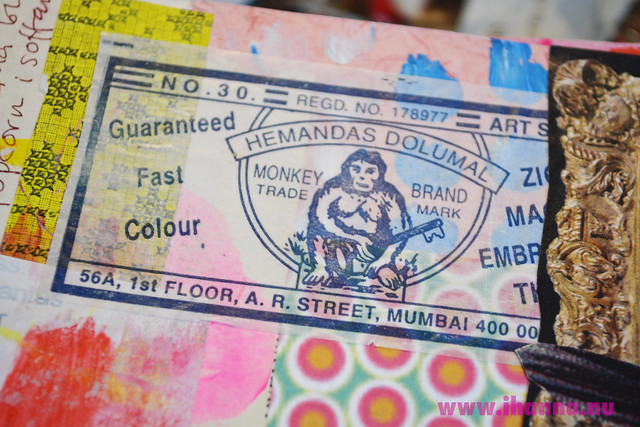 NO. 30.
REGD. NO. 178977
ART
HEMANDAS DOLUMAL
Guaranteed
Fast
Colour
MONKEY BRAND
TRADE MARK
EMBR
56A, 1st FLOOR, A. R. STREET, MUMBAI 400 00
www.ihanna.nu